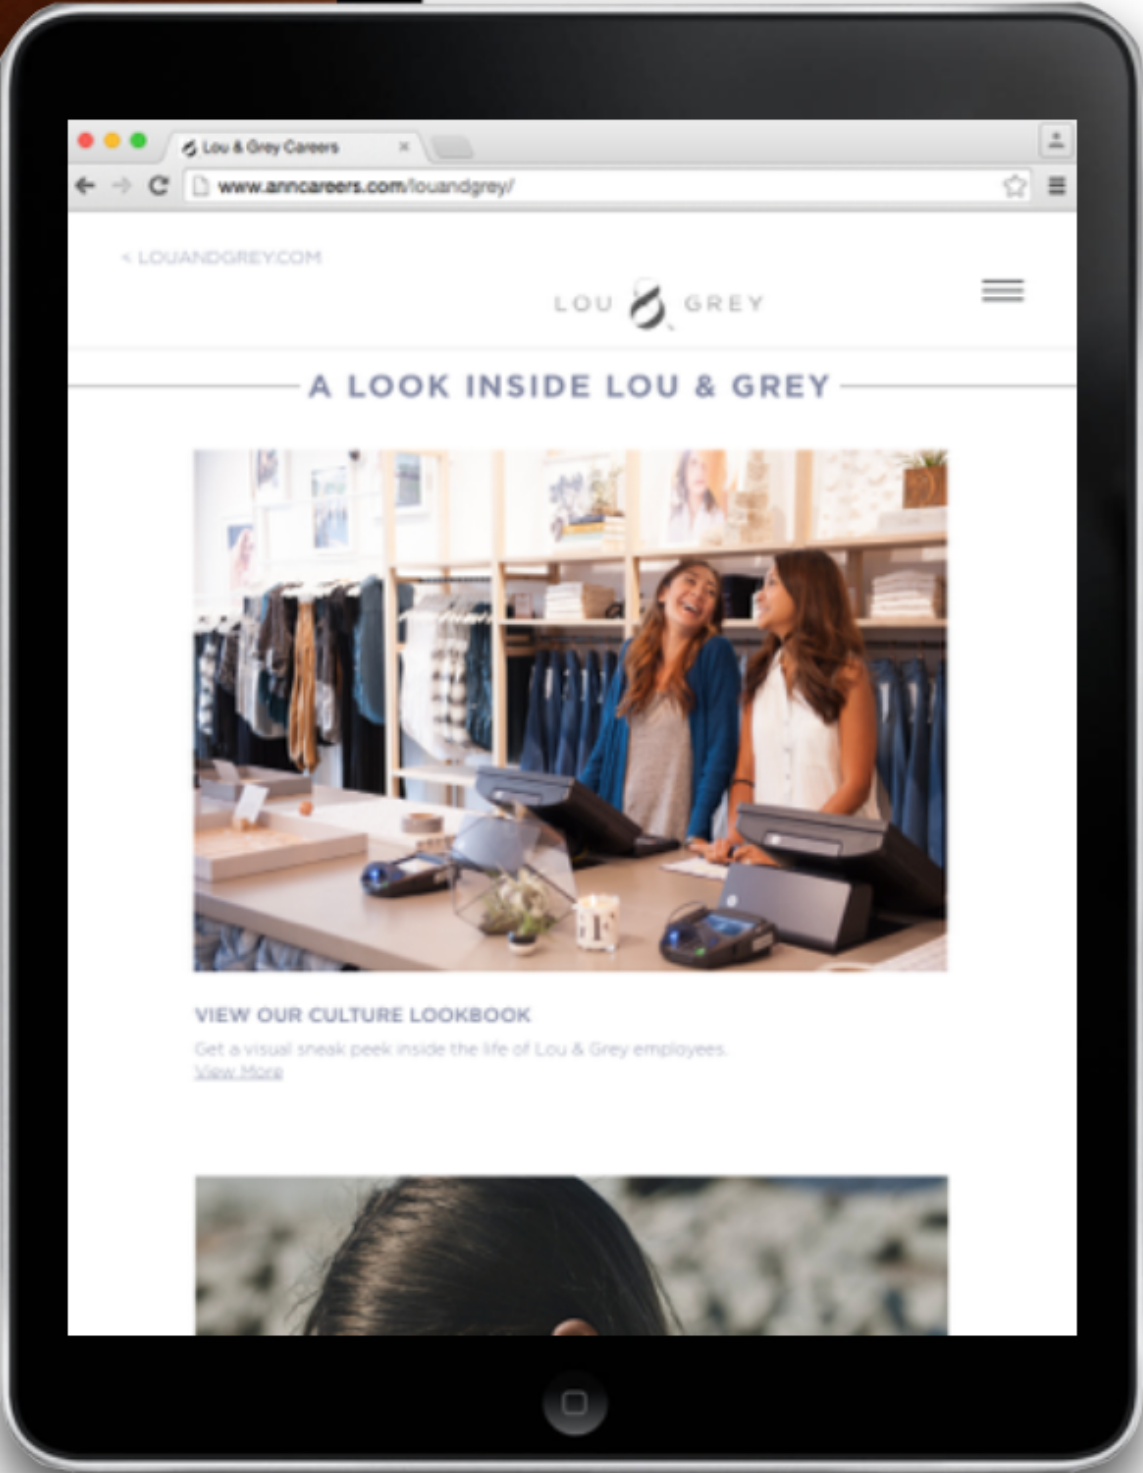 Lou & Grey Careers
www.anncareers.com/louandgrey/
< LOUANDGREY.COM
LOU & GREY
A LOOK INSIDE LOU & GREY
VIEW OUR CULTURE LOOKBOOK
Get a visual sneak peek inside the life of Lou & Grey employees.
View More